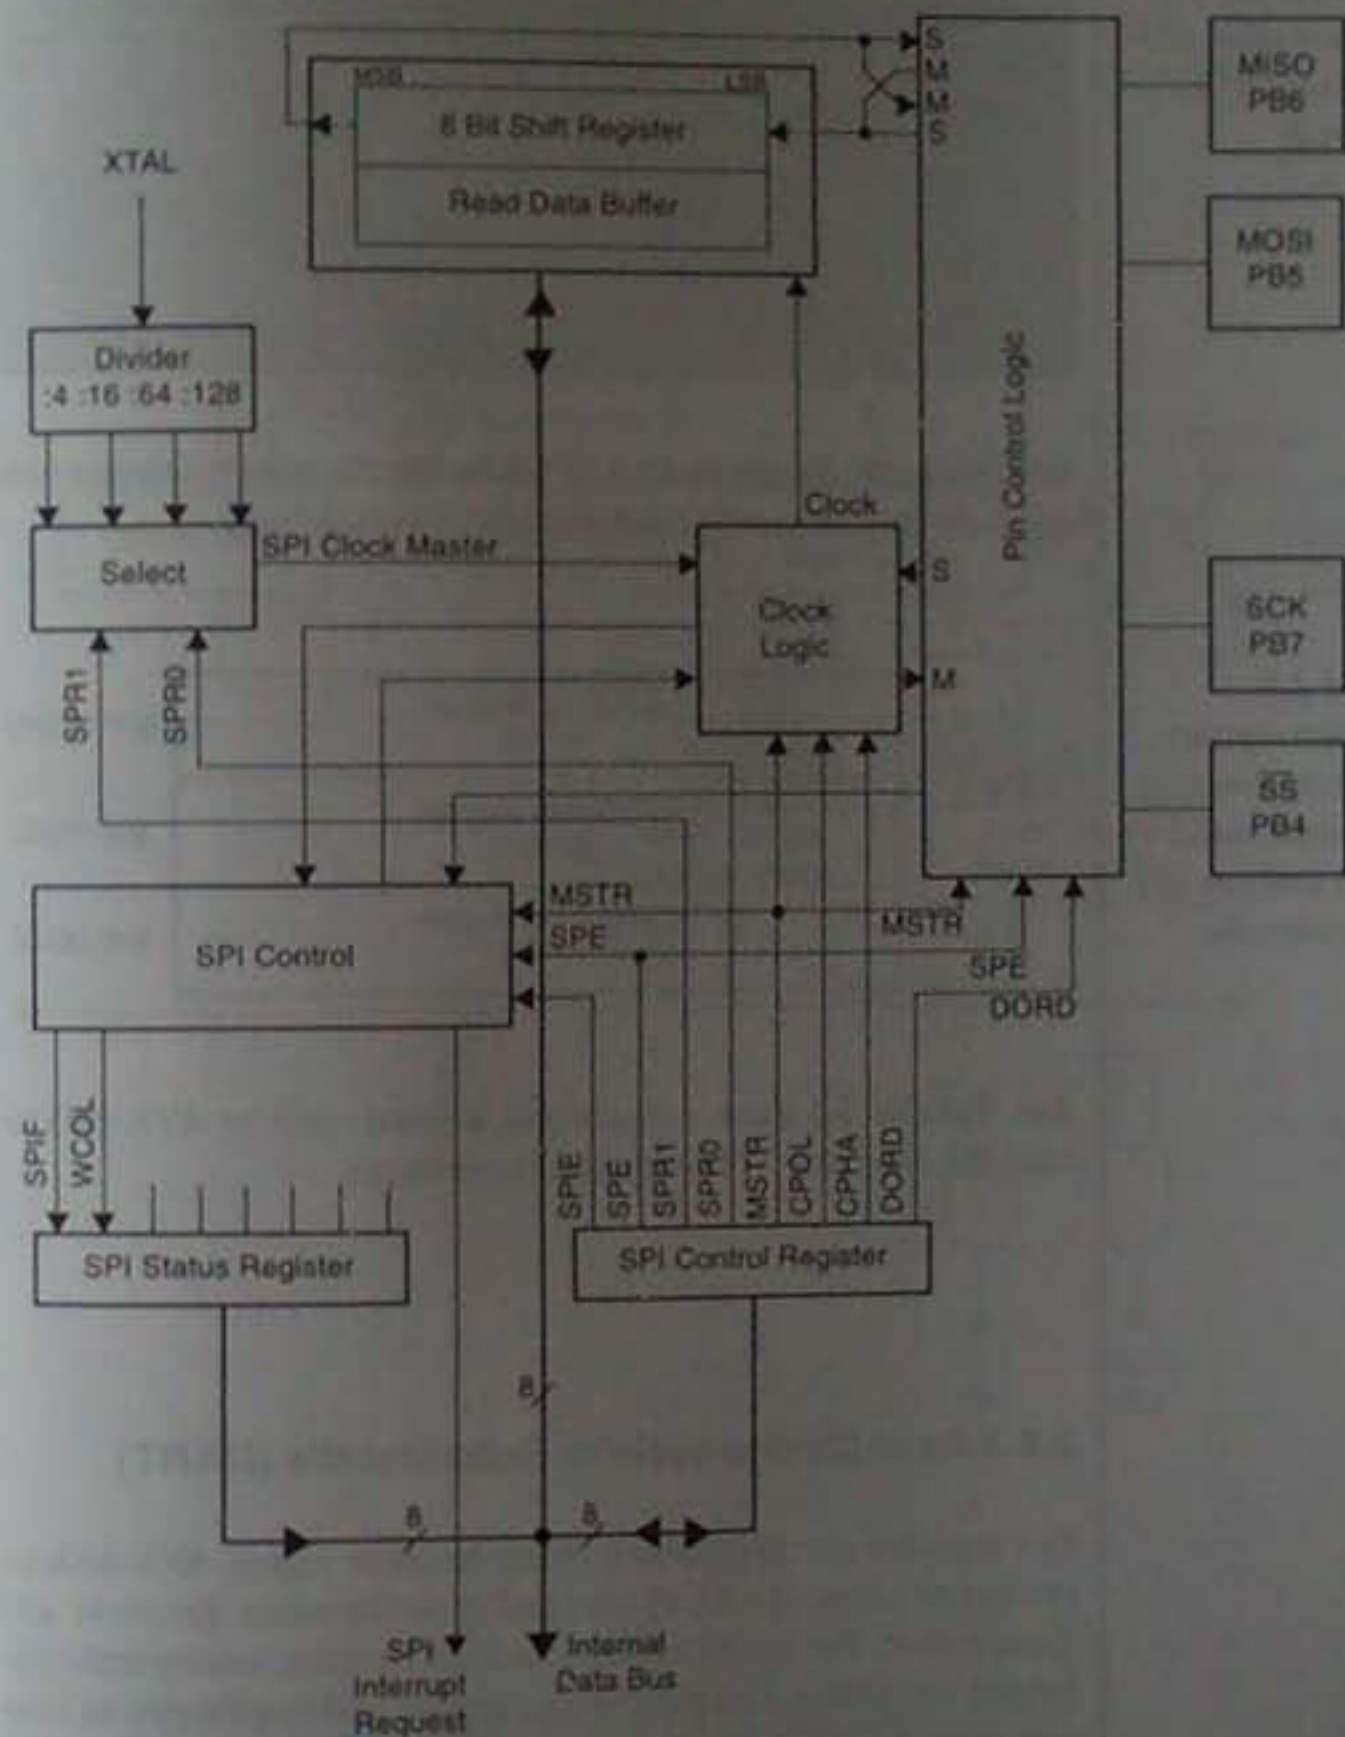 MSB
LSB
8 Bit Shift Register
Read Data Buffer
S
M
M
S
MISO
PB6
MOSI
PB5
XTAL
Divider
:4 :16 :64 :128
Select
SPI Clock Master
Clock
Clock
Logic
S
M
Pin Control Logic
SCK
PB7
SS
PB4
SPR1
SPR0
MSTR
SPE
MSTR
SPE
DORD
SPI Control
SPIF
WCOL
SPIE
SPE
SPR1
SPR0
MSTR
CPOL
CPHA
DORD
SPI Status Register
SPI Control Register
8
8
8
SPI
Interrupt
Request
Internal
Data Bus